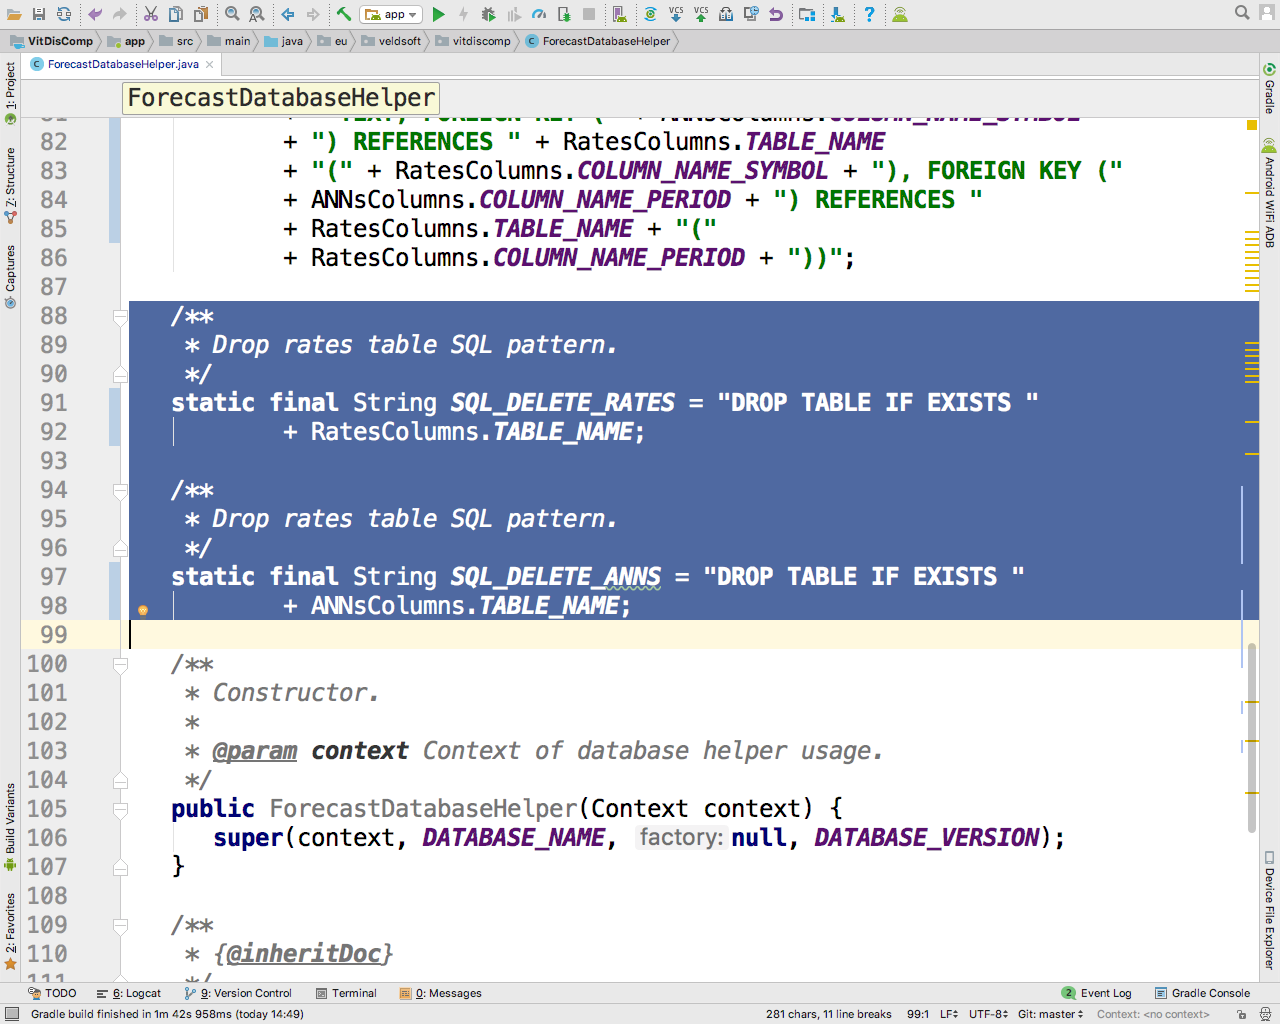 app
VitDisComp app src main java eu veldsoft vitdiscomp ForecastDatabaseHelper
ForecastDatabaseHelper.java
ForecastDatabaseHelper
82 + ") REFERENCES " + RatesColumns.TABLE_NAME
83 + "(" + RatesColumns.COLUMN_NAME_SYMBOL + "), FOREIGN KEY ("
84 + ANNsColumns.COLUMN_NAME_PERIOD + ") REFERENCES "
85 + RatesColumns.TABLE_NAME + "("
86 + RatesColumns.COLUMN_NAME_PERIOD + "))";
87
88 /**
89 * Drop rates table SQL pattern.
90 */
91 static final String SQL_DELETE_RATES = "DROP TABLE IF EXISTS "
92 + RatesColumns.TABLE_NAME;
93
94 /**
95 * Drop rates table SQL pattern.
96 */
97 static final String SQL_DELETE_ANNS = "DROP TABLE IF EXISTS "
98 + ANNsColumns.TABLE_NAME;
99
100 /**
101 * Constructor.
102 *
103 * @param context Context of database helper usage.
104 */
105 public ForecastDatabaseHelper(Context context) {
106 super(context, DATABASE_NAME, factory: null, DATABASE_VERSION);
107 }
108
109 /**
110 * {@inheritDoc}
111 */
1: Project
7: Structure
Captures
Build Variants
2: Favorites
Gradle
Android WiFi ADB
Device File Explorer
TODO 6: Logcat 9: Version Control Terminal 0: Messages 2 Event Log Gradle Console
Gradle build finished in 1m 42s 958ms (today 14:49) 281 chars, 11 line breaks 99:1 LF UTF-8 Git: master Context: <no context>